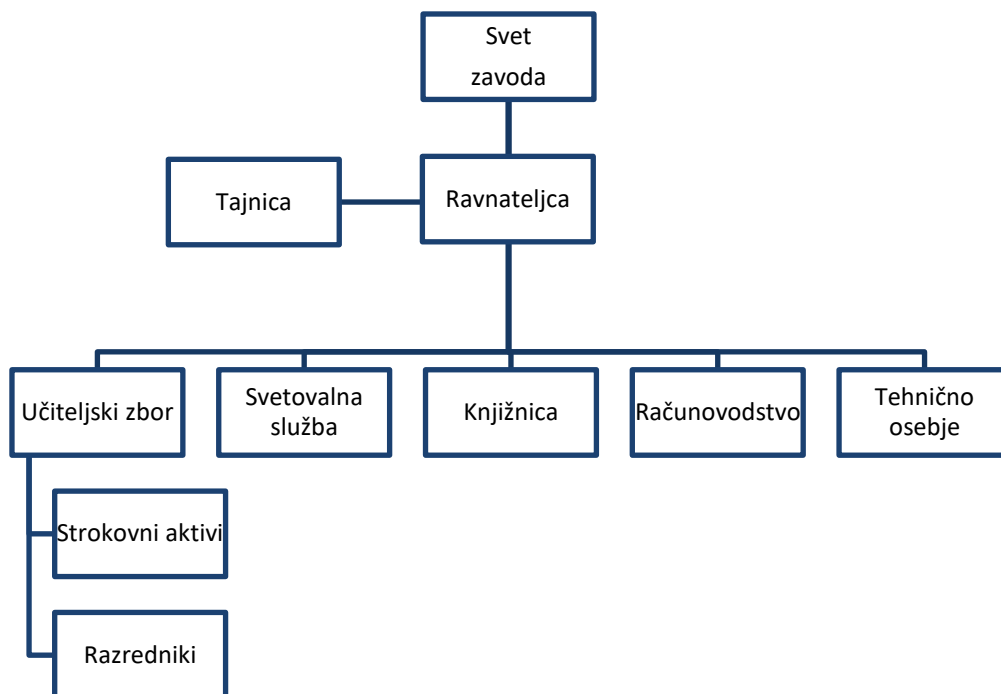 Svet
zavoda
Tajnica
Ravnateljca
Učiteljski zbor
Svetovalna
služba
Knjižnica
Računovodstvo
Tehnično
osebje
Strokovni aktivi
Razredniki